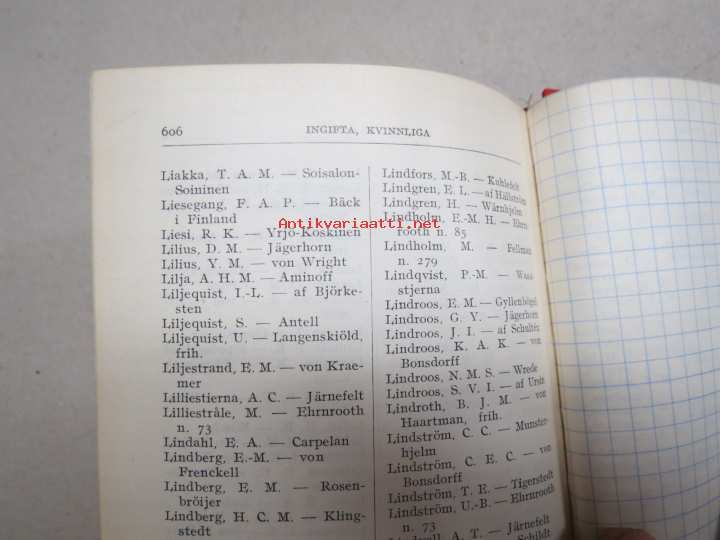 606
INGIFTA, KVINNLIGA
Liakka, T. A. M. — Soisalon-
Soininen
Liesegang, F. A. P. — Bäck
i Finland
Liesi, R. K. — Yrjö-Koskinen
Lilius, D. M. — Jägerhorn
Lilius, Y. M. — von Wright
Lilja, A. H. M. — Aminoff
Liljequist, I.-L. — af Björke-
sten
Liljequist, S. — Antell
Liljequist, U. — Langenskiöld,
frih.
Liljestrand, E. M. — von Krae-
mer
Lilliestierna, A. C. — Järnefelt
Lilliestråle, M. — Ehrnrooth
n. 73
Lindahl, E. A. — Carpelan
Lindberg, E.-M. — von
Frenckell
Lindberg, E. M. — Rosen-
bröijer
Lindberg, H. C. M. — Kling-
stedt
Lindfors, M.-B. — Kuhlefelt
Lindgren, E. L. — af Hällström
Lindgren, H. — Wärnhjelm
Lindholm, E.-M. H. — Ehrn-
rooth n. 85
Lindholm, M. — Fellman
n. 279
Lindqvist, P.-M. — Wasa-
stjerna
Lindroos, E. M. — Gyllenbögel
Lindroos, G. Y. — Jägerhorn
Lindroos, J. I. — af Schultén
Lindroos, K. A. K. — von
Bonsdorff
Lindroos, N. M. S. — Wrede
Lindroos, S. V. I. — af Ursin
Lindroth, B. J. M. — von
Haartman, frih.
Lindström, C. C. — Munster-
hjelm
Lindström, C. E. C. — von
Bonsdorff
Lindström, T. E. — Tigerstedt
Lindström, U.-B. — Ehrnrooth
n. 73
A. T. — Järnefelt
Schildt
Antikvariaatti.net